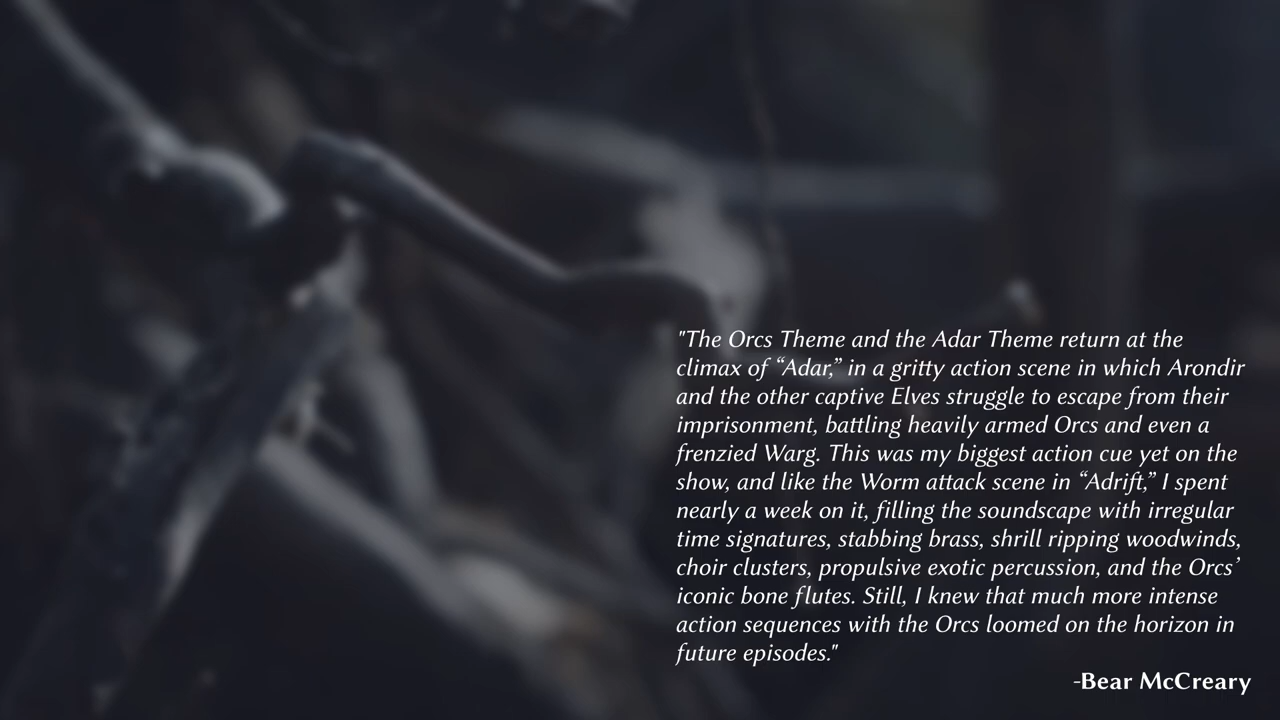 "The Orcs Theme and the Adar Theme return at the
climax of “Adar,” in a gritty action scene in which Arondir
and the other captive Elves struggle to escape from their
imprisonment, battling heavily armed Orcs and even a
frenzied Warg. This was my biggest action cue yet on the
show, and like the Worm attack scene in “Adrift,” I spent
nearly a week on it, filling the soundscape with irregular
time signatures, stabbing brass, shrill ripping woodwinds,
choir clusters, propulsive exotic percussion, and the Orcs’
iconic bone flutes. Still, I knew that much more intense
action sequences with the Orcs loomed on the horizon in
future episodes."
-Bear McCreary